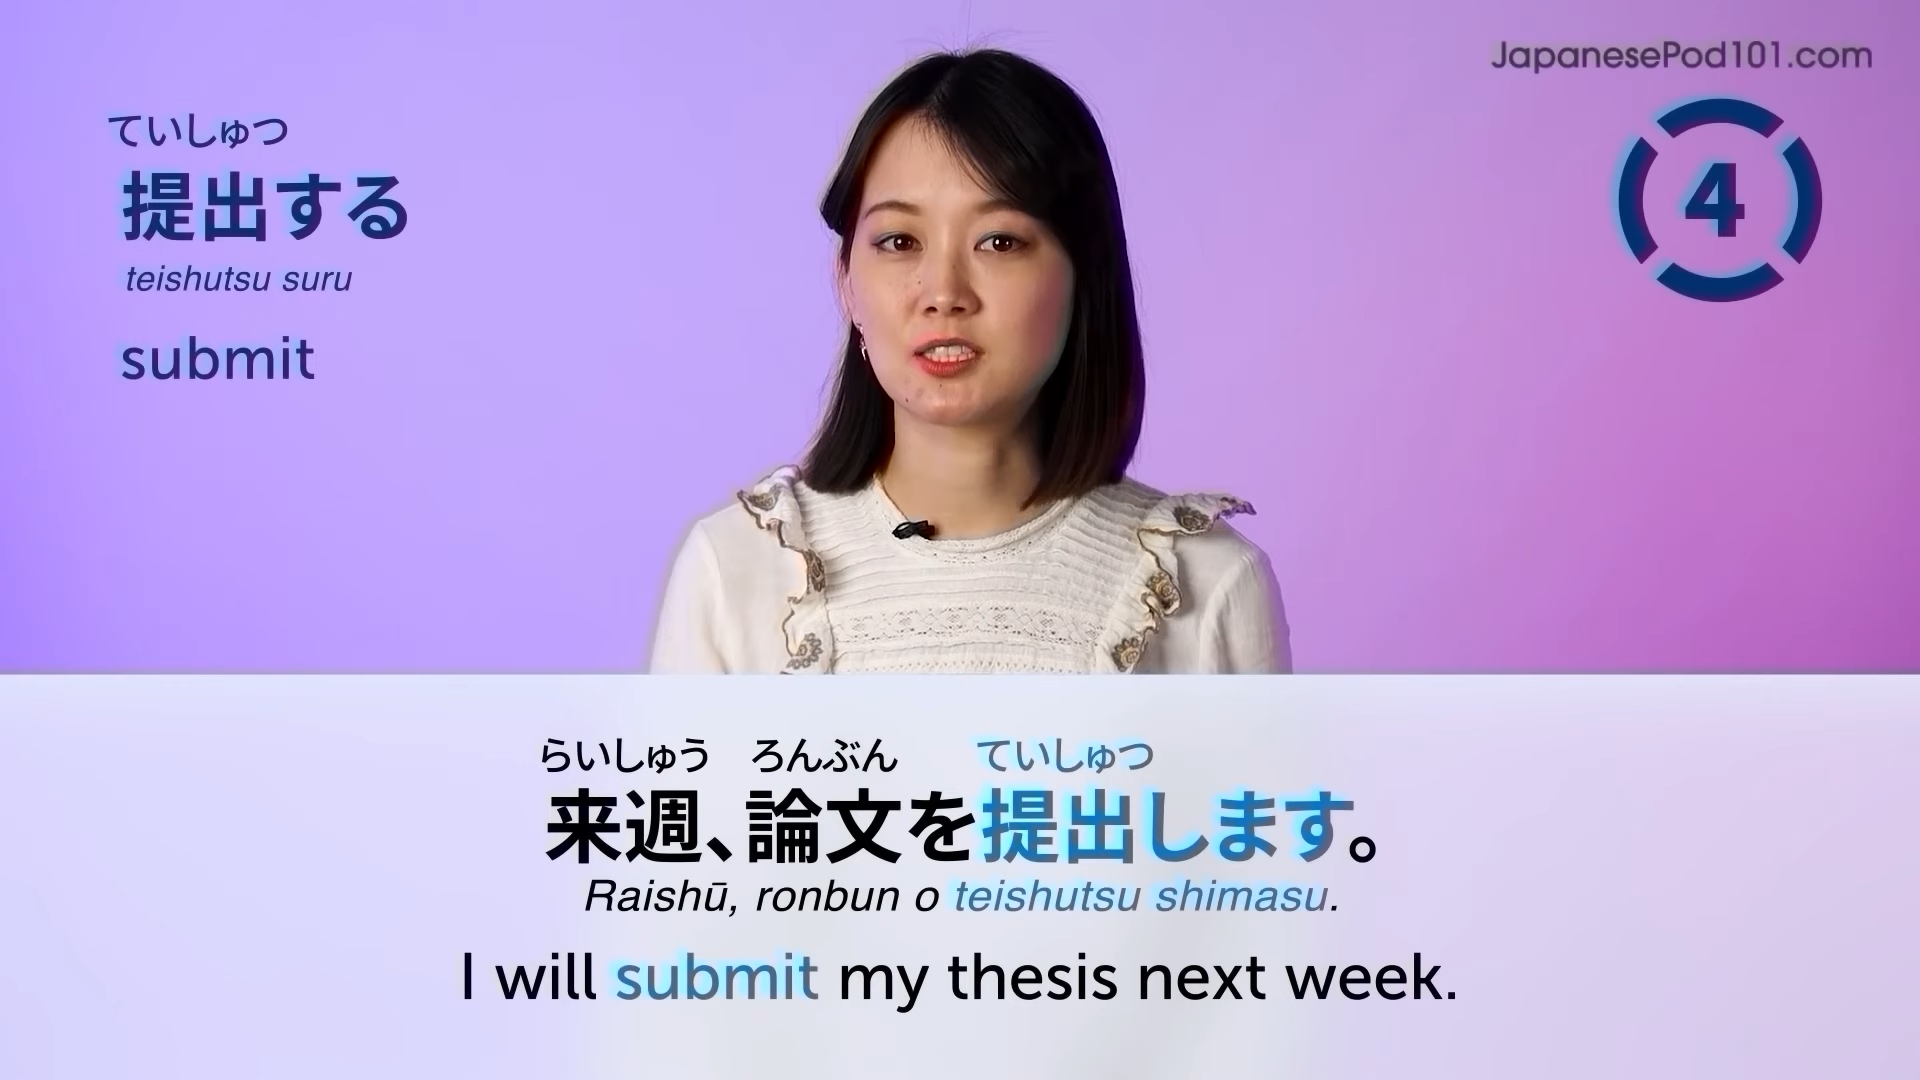 JapanesePod101.com
ていしゅつ
提出する
teishutsu suru
submit
4
らいしゅう ろんぶん ていしゅつ
来週、論文を提出します。
Raishū, ronbun o teishutsu shimasu.
I will submit my thesis next week.